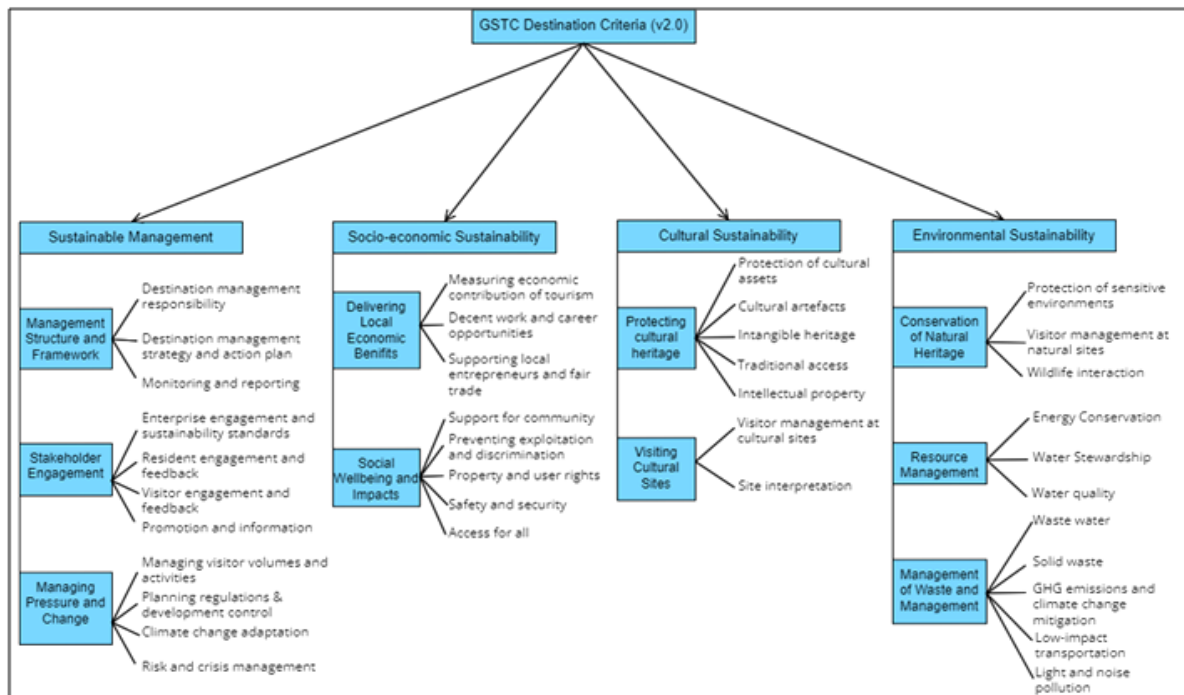 GSTC Destination Criteria (v2.0)
Sustainable Management
Management
Structure and
Framework
Destination management
responsibility
Destination management
strategy and action plan
Monitoring and reporting
Stakeholder
Engagement
Enterprise engagement and
sustainability standards
Resident engagement and
feedback
Visitor engagement and
feedback
Promotion and information
Managing
Pressure and
Change
Managing visitor volumes and
activities
Planning regulations &
development control
Climate change adaptation
Risk and crisis management
Socio-economic Sustainability
Delivering
Local
Economic
Benifits
Measuring economic
contribution of tourism
Decent work and career
opportunities
Supporting local
entrepreneurs and fair
trade
Social
Wellbeing and
Impacts
Support for community
Preventing exploitation
and discrimination
Property and user rights
Safety and security
Access for all
Cultural Sustainability
Protecting
cultural
heritage
Protection of cultural
assets
Cultural artefacts
Intangible heritage
Traditional access
Intellectual property
Visiting
Cultural
Sites
Visitor management at
cultural sites
Site interpretation
Environmental Sustainability
Conservation
of Natural
Heritage
Protection of sensitive
environments
Visitor management at
natural sites
Wildlife interaction
Resource
Management
Energy Conservation
Water Stewardship
Water quality
Management
of Waste and
Management
Waste water
Solid waste
GHG emissions and
climate change
mitigation
Low-impact
transportation
Light and noise
pollution